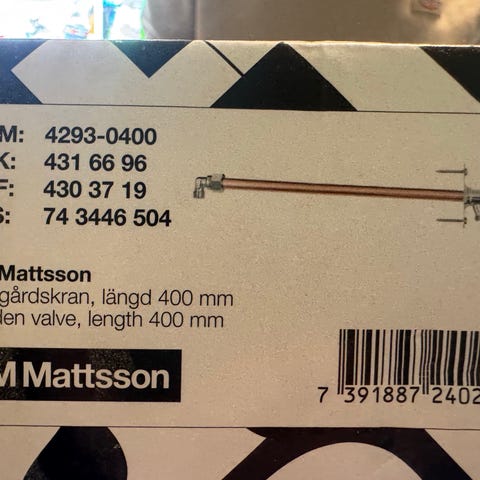 M: 4293-0400
K: 431 66 96
F: 430 37 19
S: 74 3446 504
Mattsson
gårdskran, längd 400 mm
den valve, length 400 mm
M Mattsson
7 391887 2402